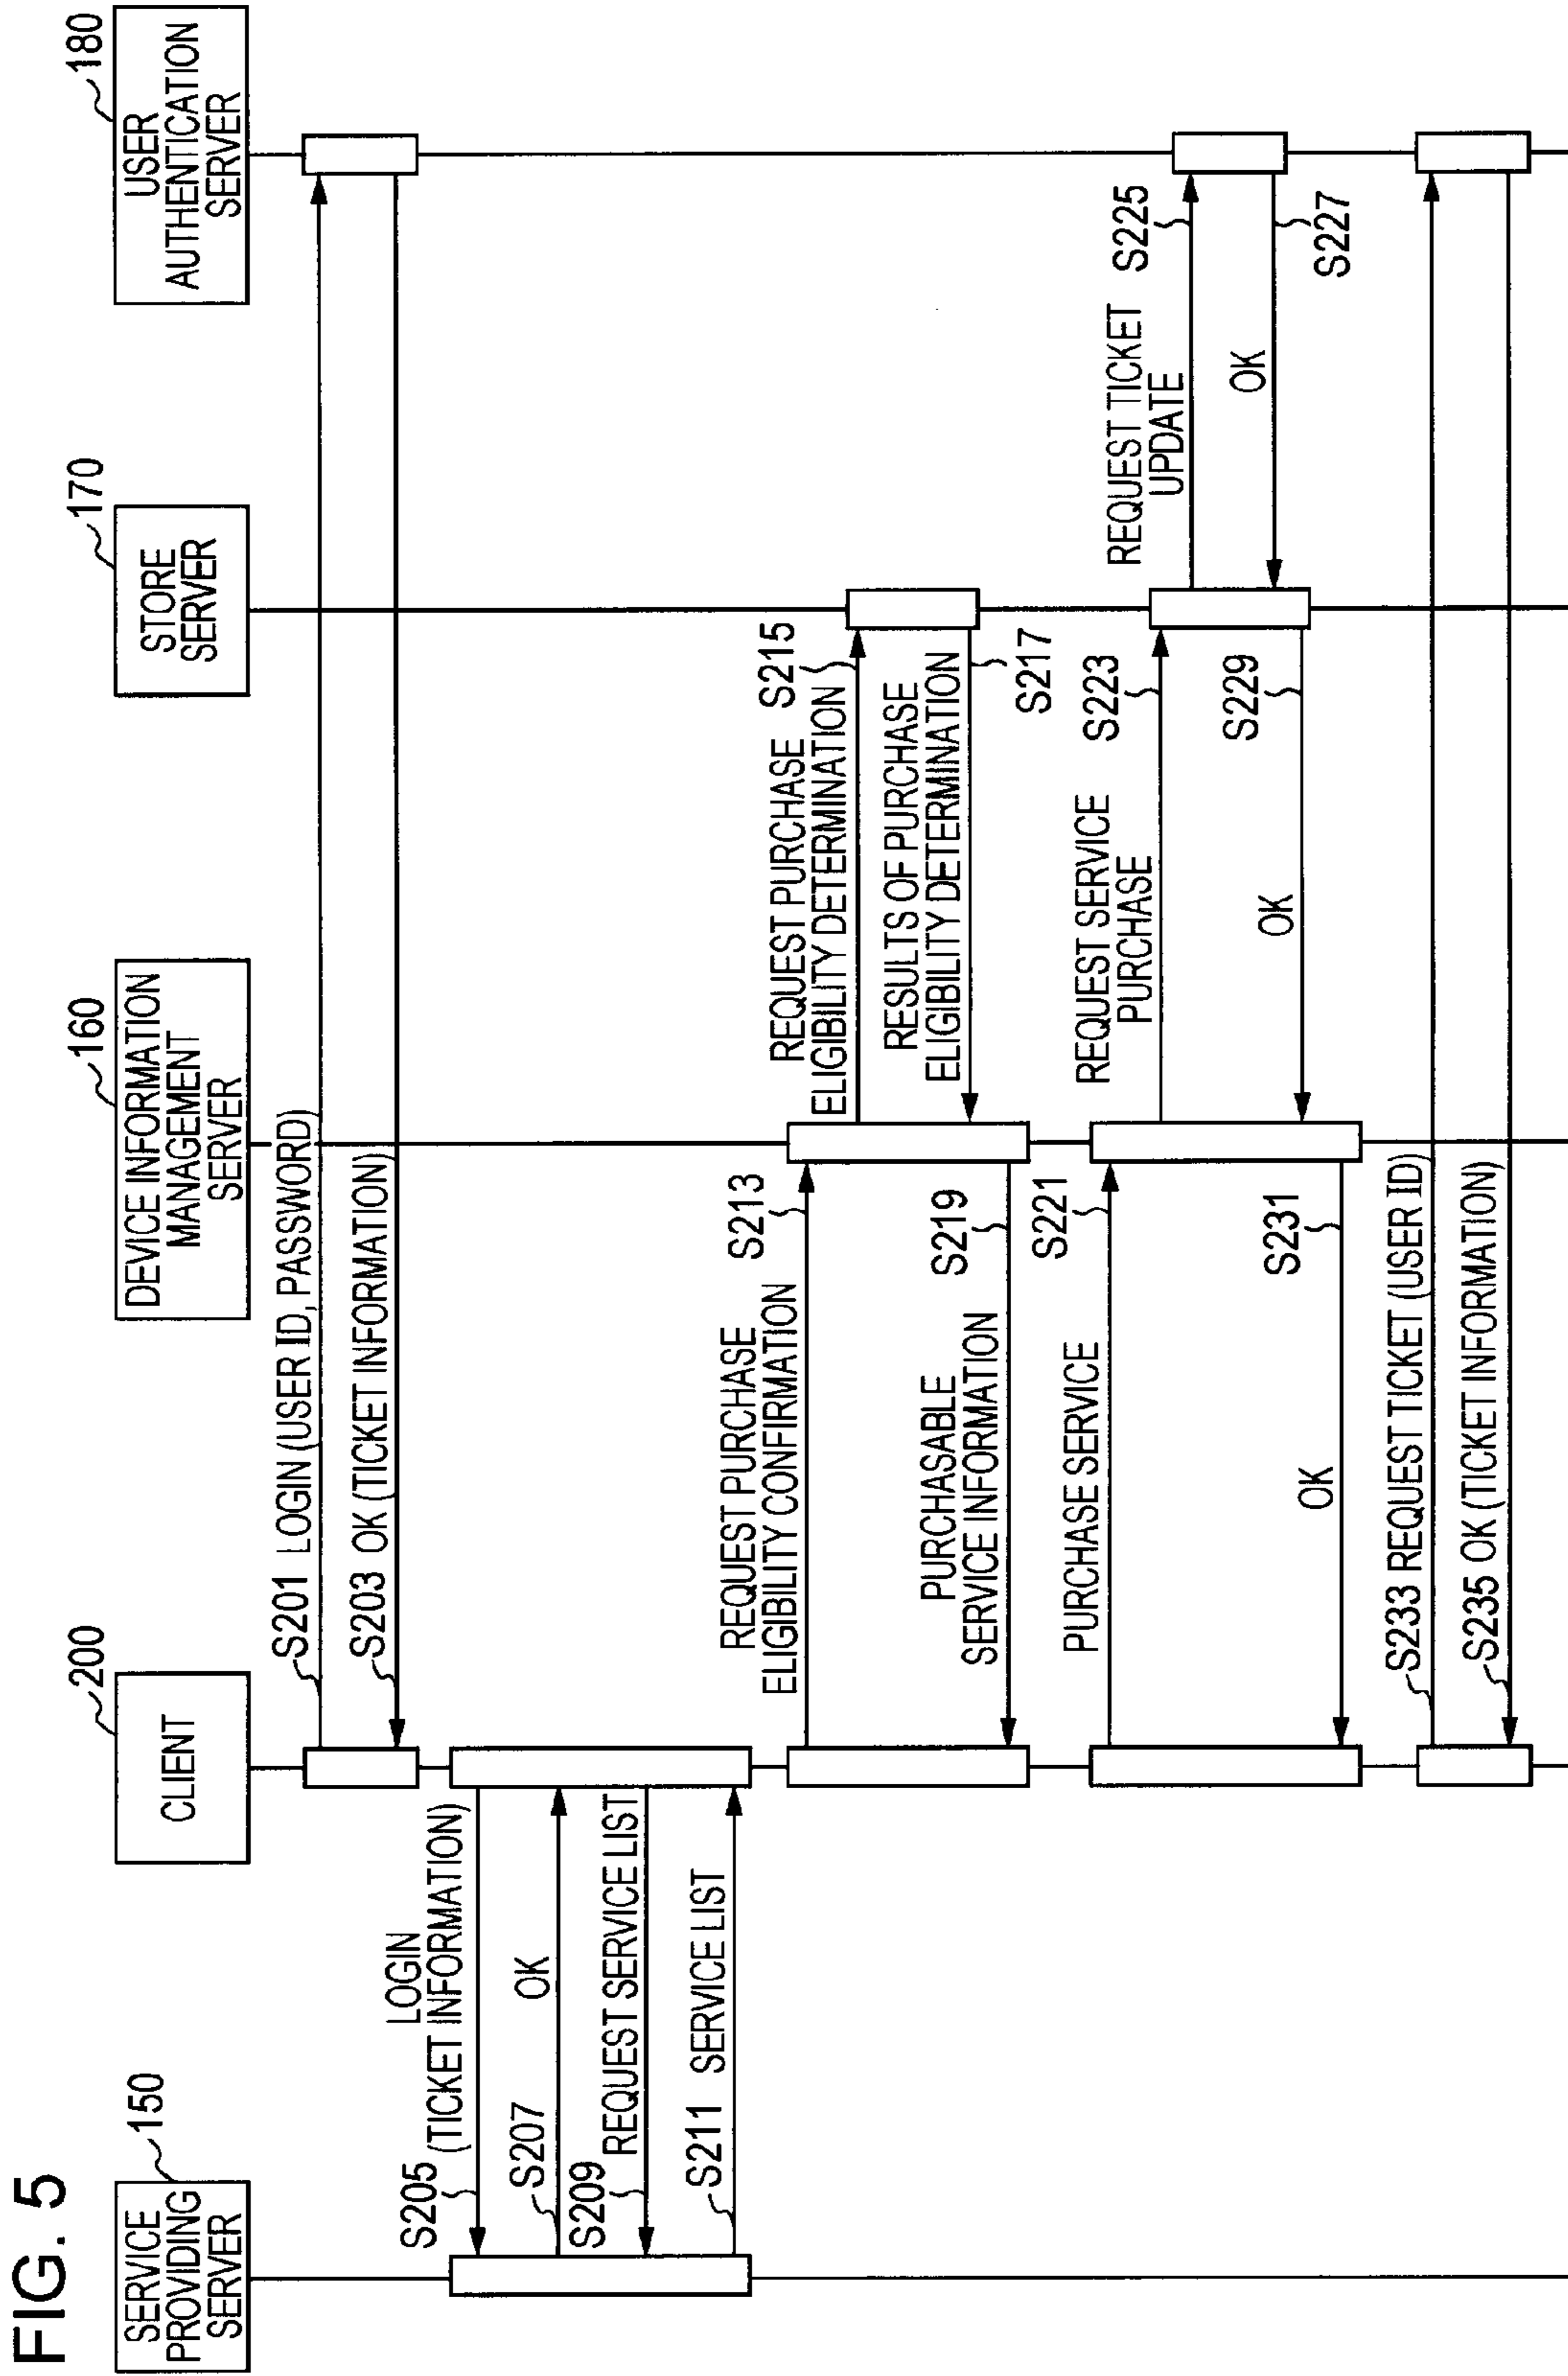 FIG. 5
SERVICE
PROVIDING
SERVER
150
CLIENT
200
DEVICE INFORMATION
MANAGEMENT
SERVER
160
STORE
SERVER
170
USER
AUTHENTICATION
SERVER
180
S201 LOGIN (USER ID, PASSWORD)
S203 OK (TICKET INFORMATION)
S205
LOGIN
(TICKET INFORMATION)
S207 OK
S209 REQUEST SERVICE LIST
S211 SERVICE LIST
REQUEST PURCHASE
ELIGIBILITY CONFIRMATION
S213
REQUEST PURCHASE
ELIGIBILITY DETERMINATION
S215
RESULTS OF PURCHASE
ELIGIBILITY DETERMINATION
S217
PURCHASABLE
SERVICE INFORMATION
S219
PURCHASE SERVICE
S221
REQUEST SERVICE
PURCHASE
S223
REQUEST TICKET
UPDATE
S225
OK
S227
OK
S229
OK
S231
S233 REQUEST TICKET (USER ID)
S235 OK (TICKET INFORMATION)